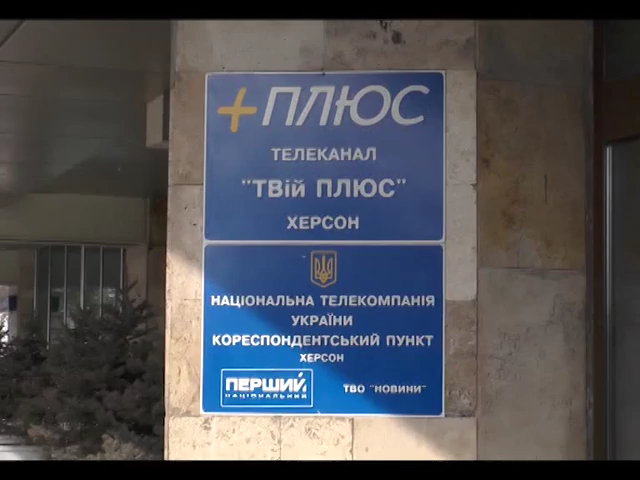 +ПЛЮС
ТЕЛЕКАНАЛ
"ТВій ПЛЮС"
ХЕРСОН
НАЦІОНАЛЬНА ТЕЛЕКОМПАНІЯ
УКРАЇНИ
КОРЕСПОНДЕНТСЬКИЙ ПУНКТ
ХЕРСОН
ПЕРШИЙ
НАЦІОНАЛЬНИЙ
ТВО "НОВИНИ"